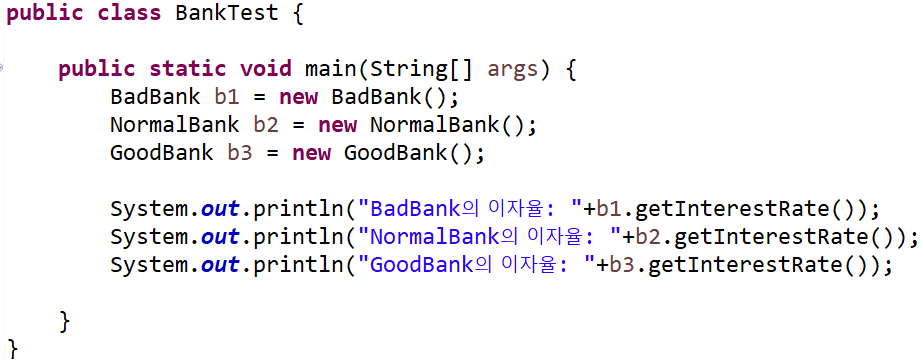 public class BankTest {
public static void main(String[] args) {
BadBank b1 = new BadBank();
NormalBank b2 = new NormalBank();
GoodBank b3 = new GoodBank();
System.out.println("BadBank의 이자율: "+b1.getInterestRate());
System.out.println("NormalBank의 이자율: "+b2.getInterestRate());
System.out.println("GoodBank의 이자율: "+b3.getInterestRate());
}
}